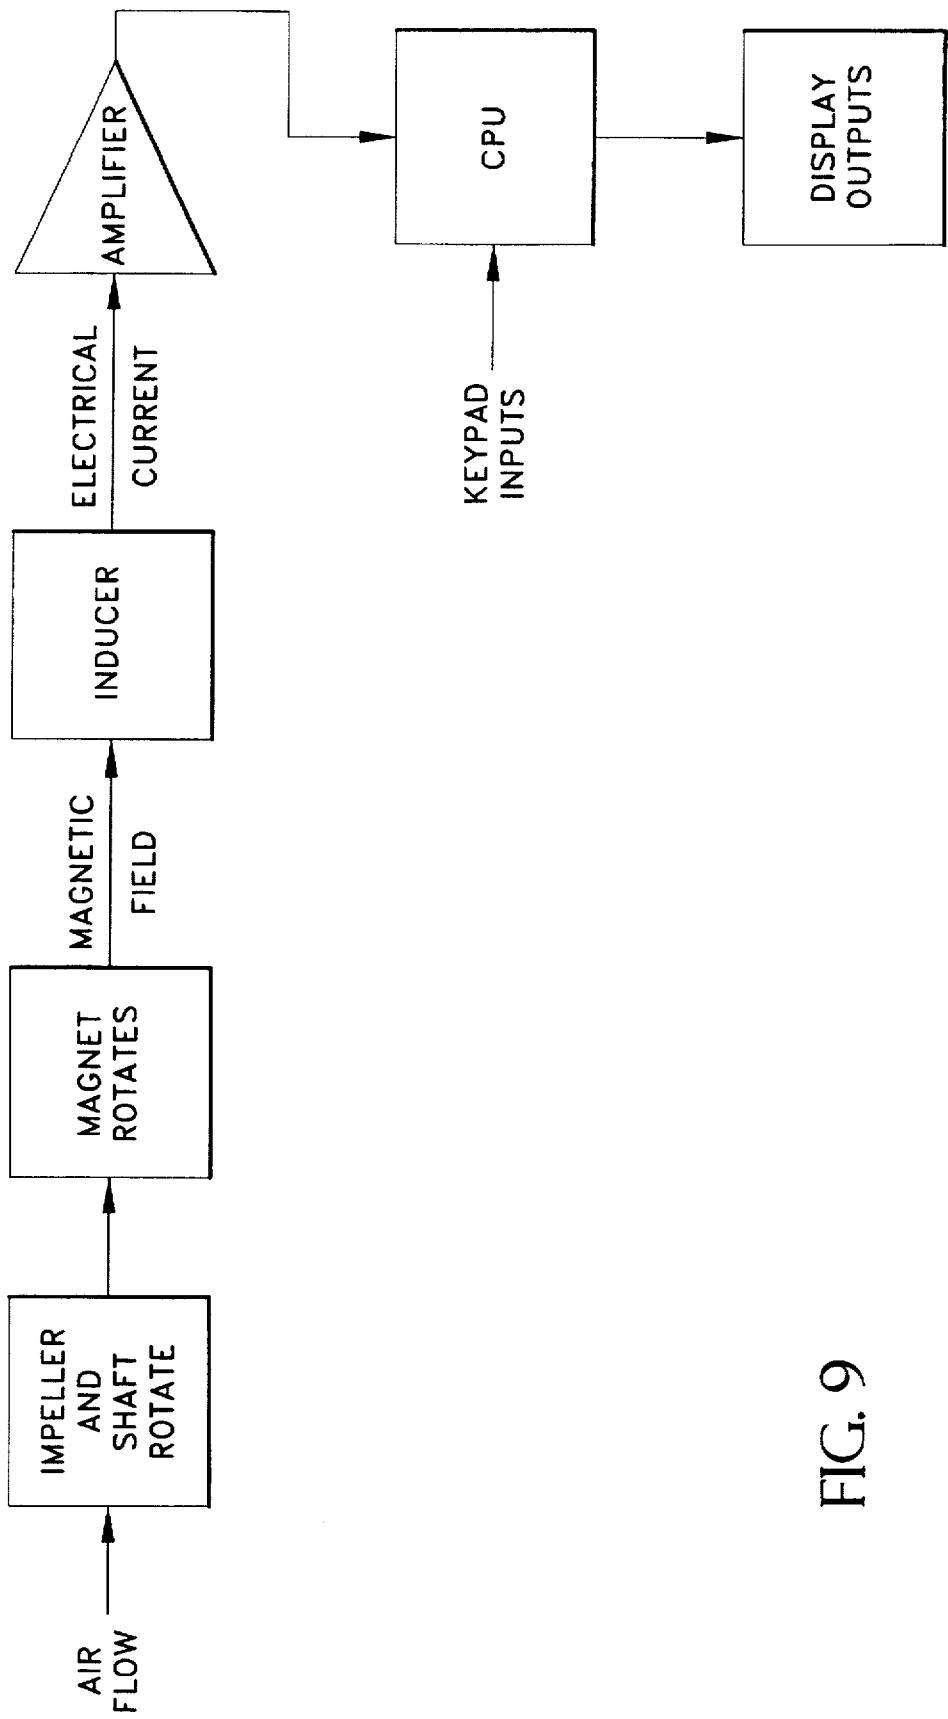 AIR
FLOW
IMPELLER
AND
SHAFT
ROTATE
MAGNET
ROTATES
MAGNETIC
FIELD
INDUCER
ELECTRICAL
CURRENT
AMPLIFIER
KEYPAD
INPUTS
CPU
DISPLAY
OUTPUTS
FIG. 9